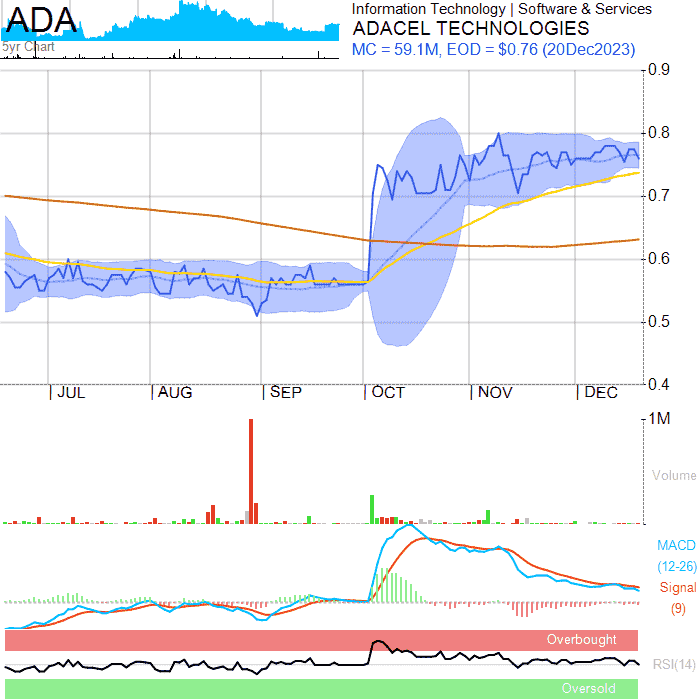 ADA
5yr Chart
Information Technology | Software & Services
ADACEL TECHNOLOGIES
MC = 59.1M, EOD = $0.76 (20Dec2023)
0.9
0.8
0.7
0.6
0.5
0.4
JUL AUG SEP OCT NOV DEC
1M
Volume
MACD
(12-26)
Signal
(9)
Overbought
RSI(14)
Oversold